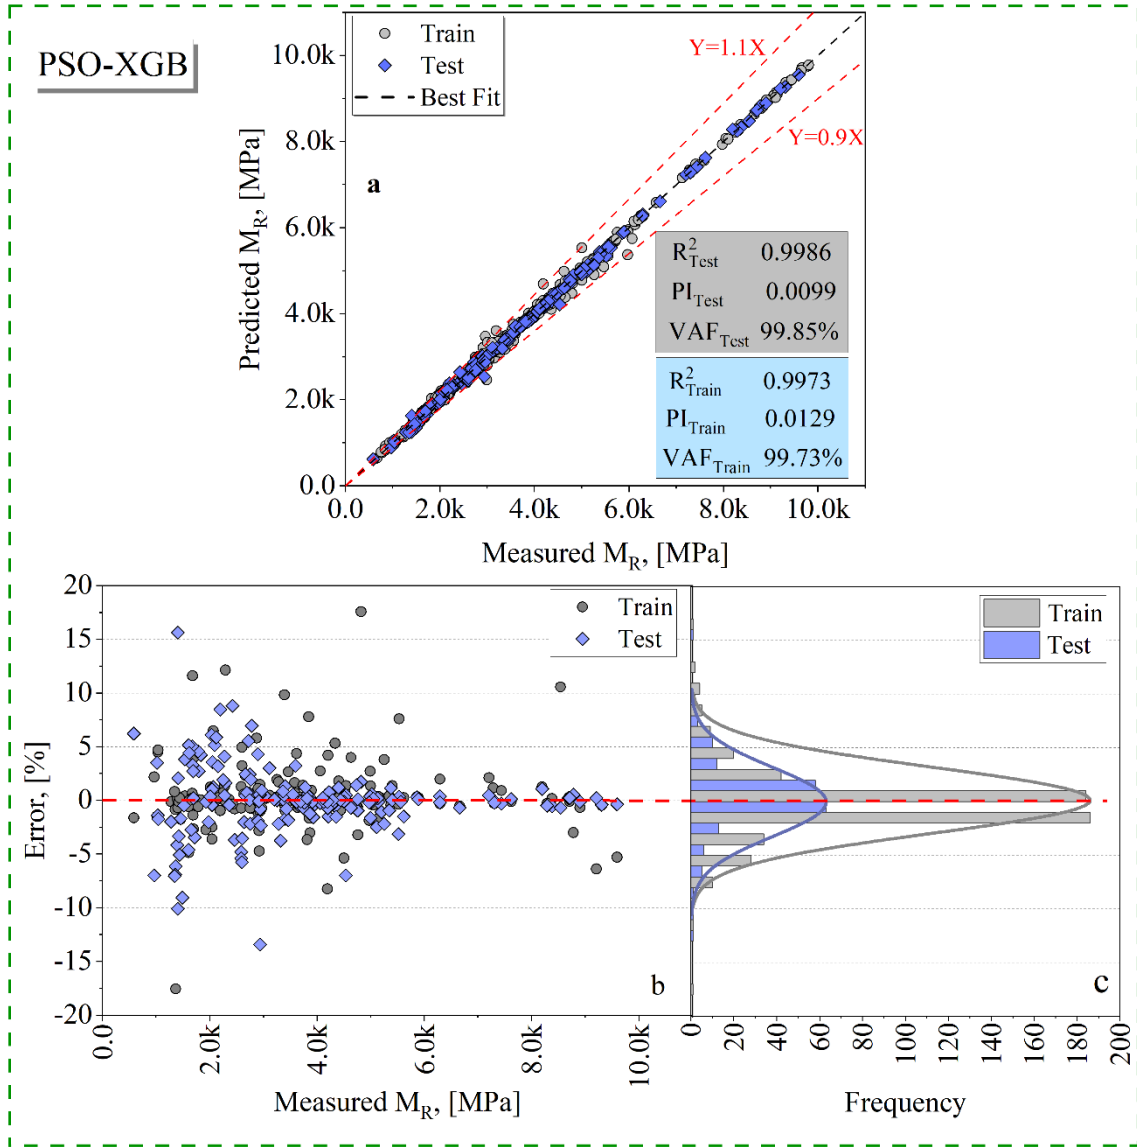 PSO-XGB
Train
Test
Best Fit
Y=1.1X
Y=0.9X
a
10.0k
8.0k
6.0k
4.0k
2.0k
0.0
Predicted M_R, [MPa]
R²_Test 0.9986
PI_Test 0.0099
VAF_Test 99.85%
R²_Train 0.9973
PI_Train 0.0129
VAF_Train 99.73%
0.0 2.0k 4.0k 6.0k 8.0k 10.0k
Measured M_R, [MPa]
20
15
10
5
0
-5
-10
-15
-20
Error, [%]
Train
Test
b
0.0 2.0k 4.0k 6.0k 8.0k 10.0k
Measured M_R, [MPa]
Train
Test
c
0 20 40 60 80 100 120 140 160 180 200
Frequency